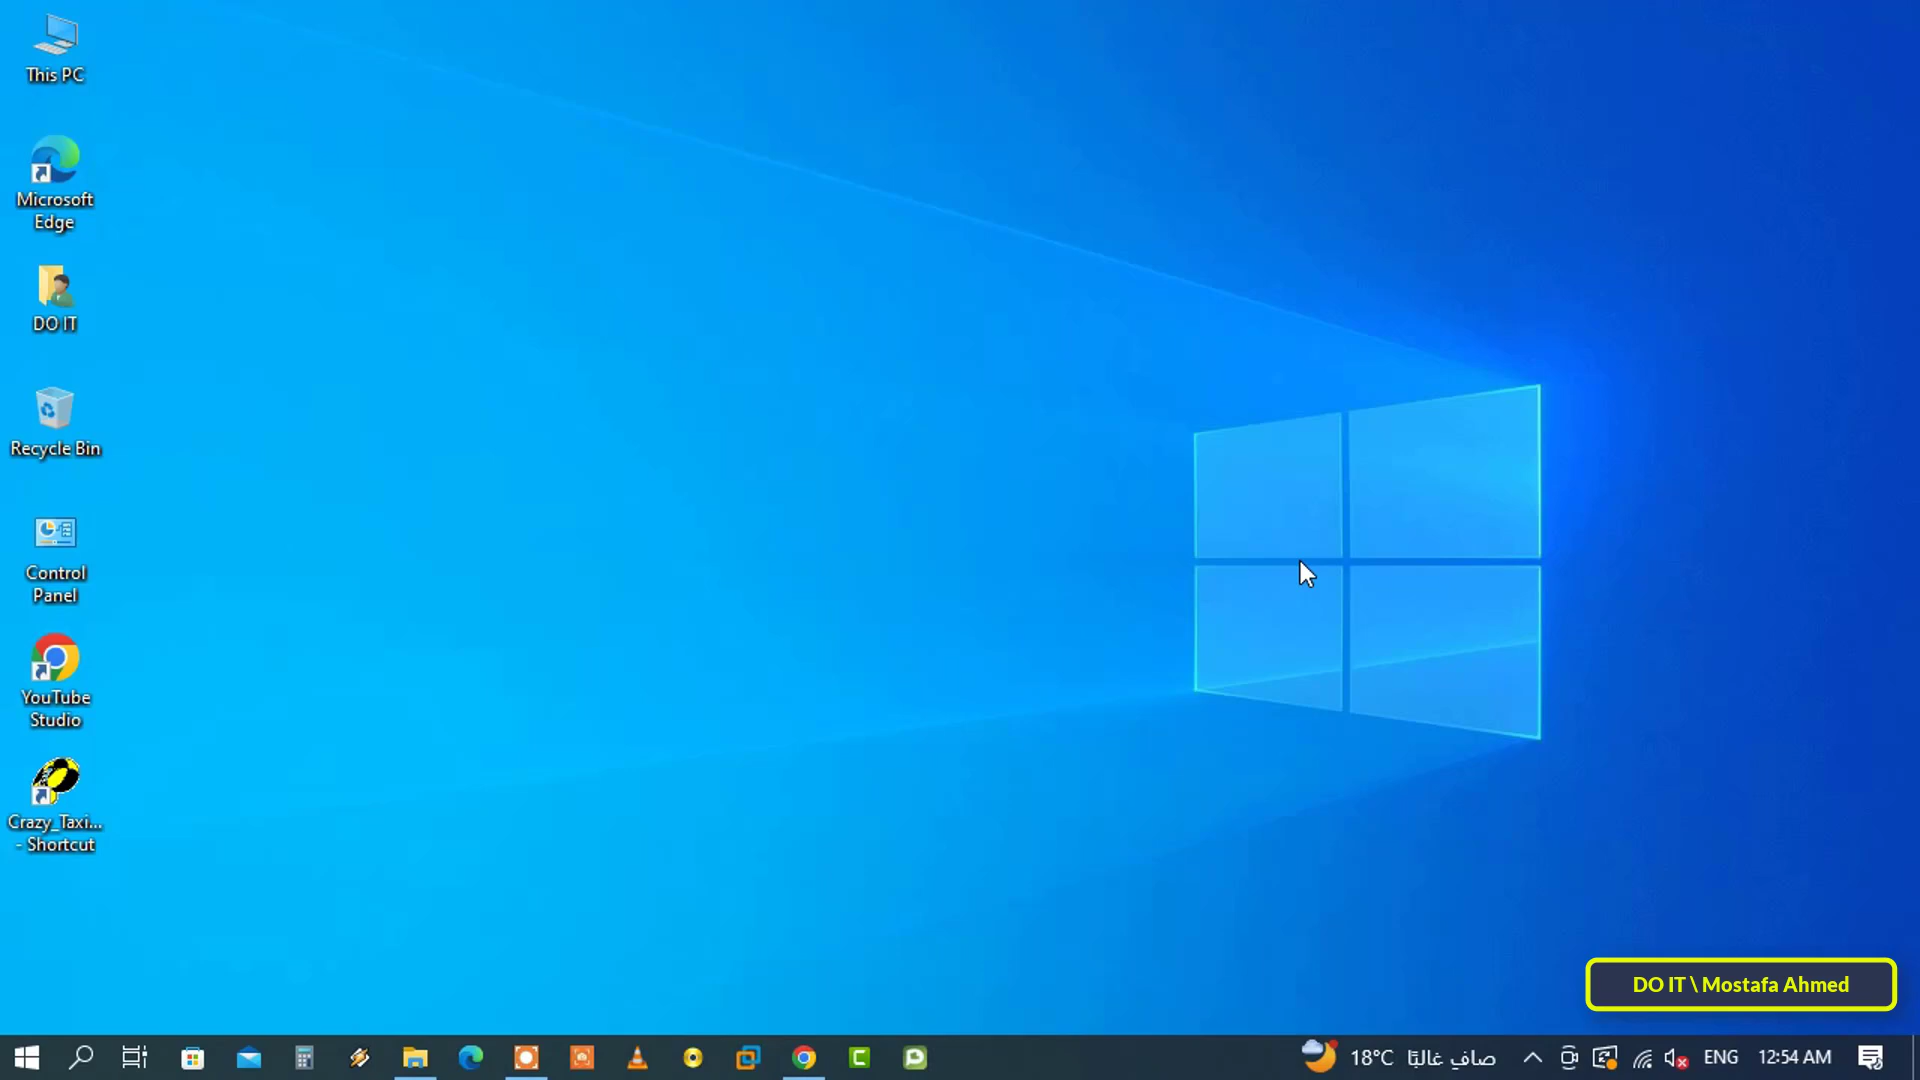 This PC
Microsoft
Edge
DO IT
Recycle Bin
Control
Panel
YouTube
Studio
Crazy_Taxi...
- Shortcut
DO IT \ Mostafa Ahmed
18°C صافٍ غالبًا
ENG
12:54 AM